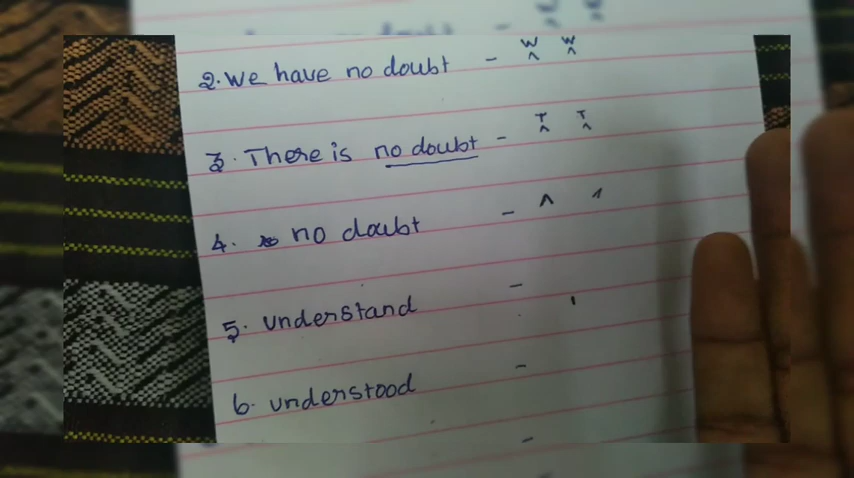 2. We have no doubt - W ^ W ^
3. There is no doubt - T ^ T ^
4. no doubt - ^ ^
5. understand -
6. understood -